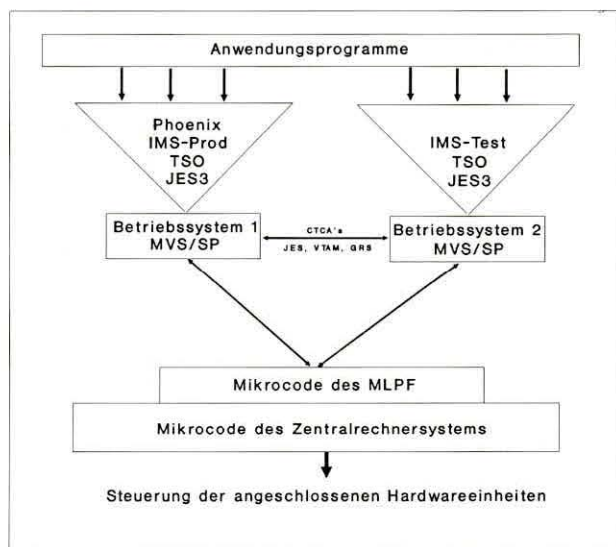 Anwendungsprogramme
Phoenix
IMS-Prod
TSO
JES3
IMS-Test
TSO
JES3
Betriebssystem 1
MVS/SP
CTCA's
JES, VTAM, GRS
Betriebssystem 2
MVS/SP
Mikrocode des MLPF
Mikrocode des Zentralrechnersystems
Steuerung der angeschlossenen Hardwareeinheiten